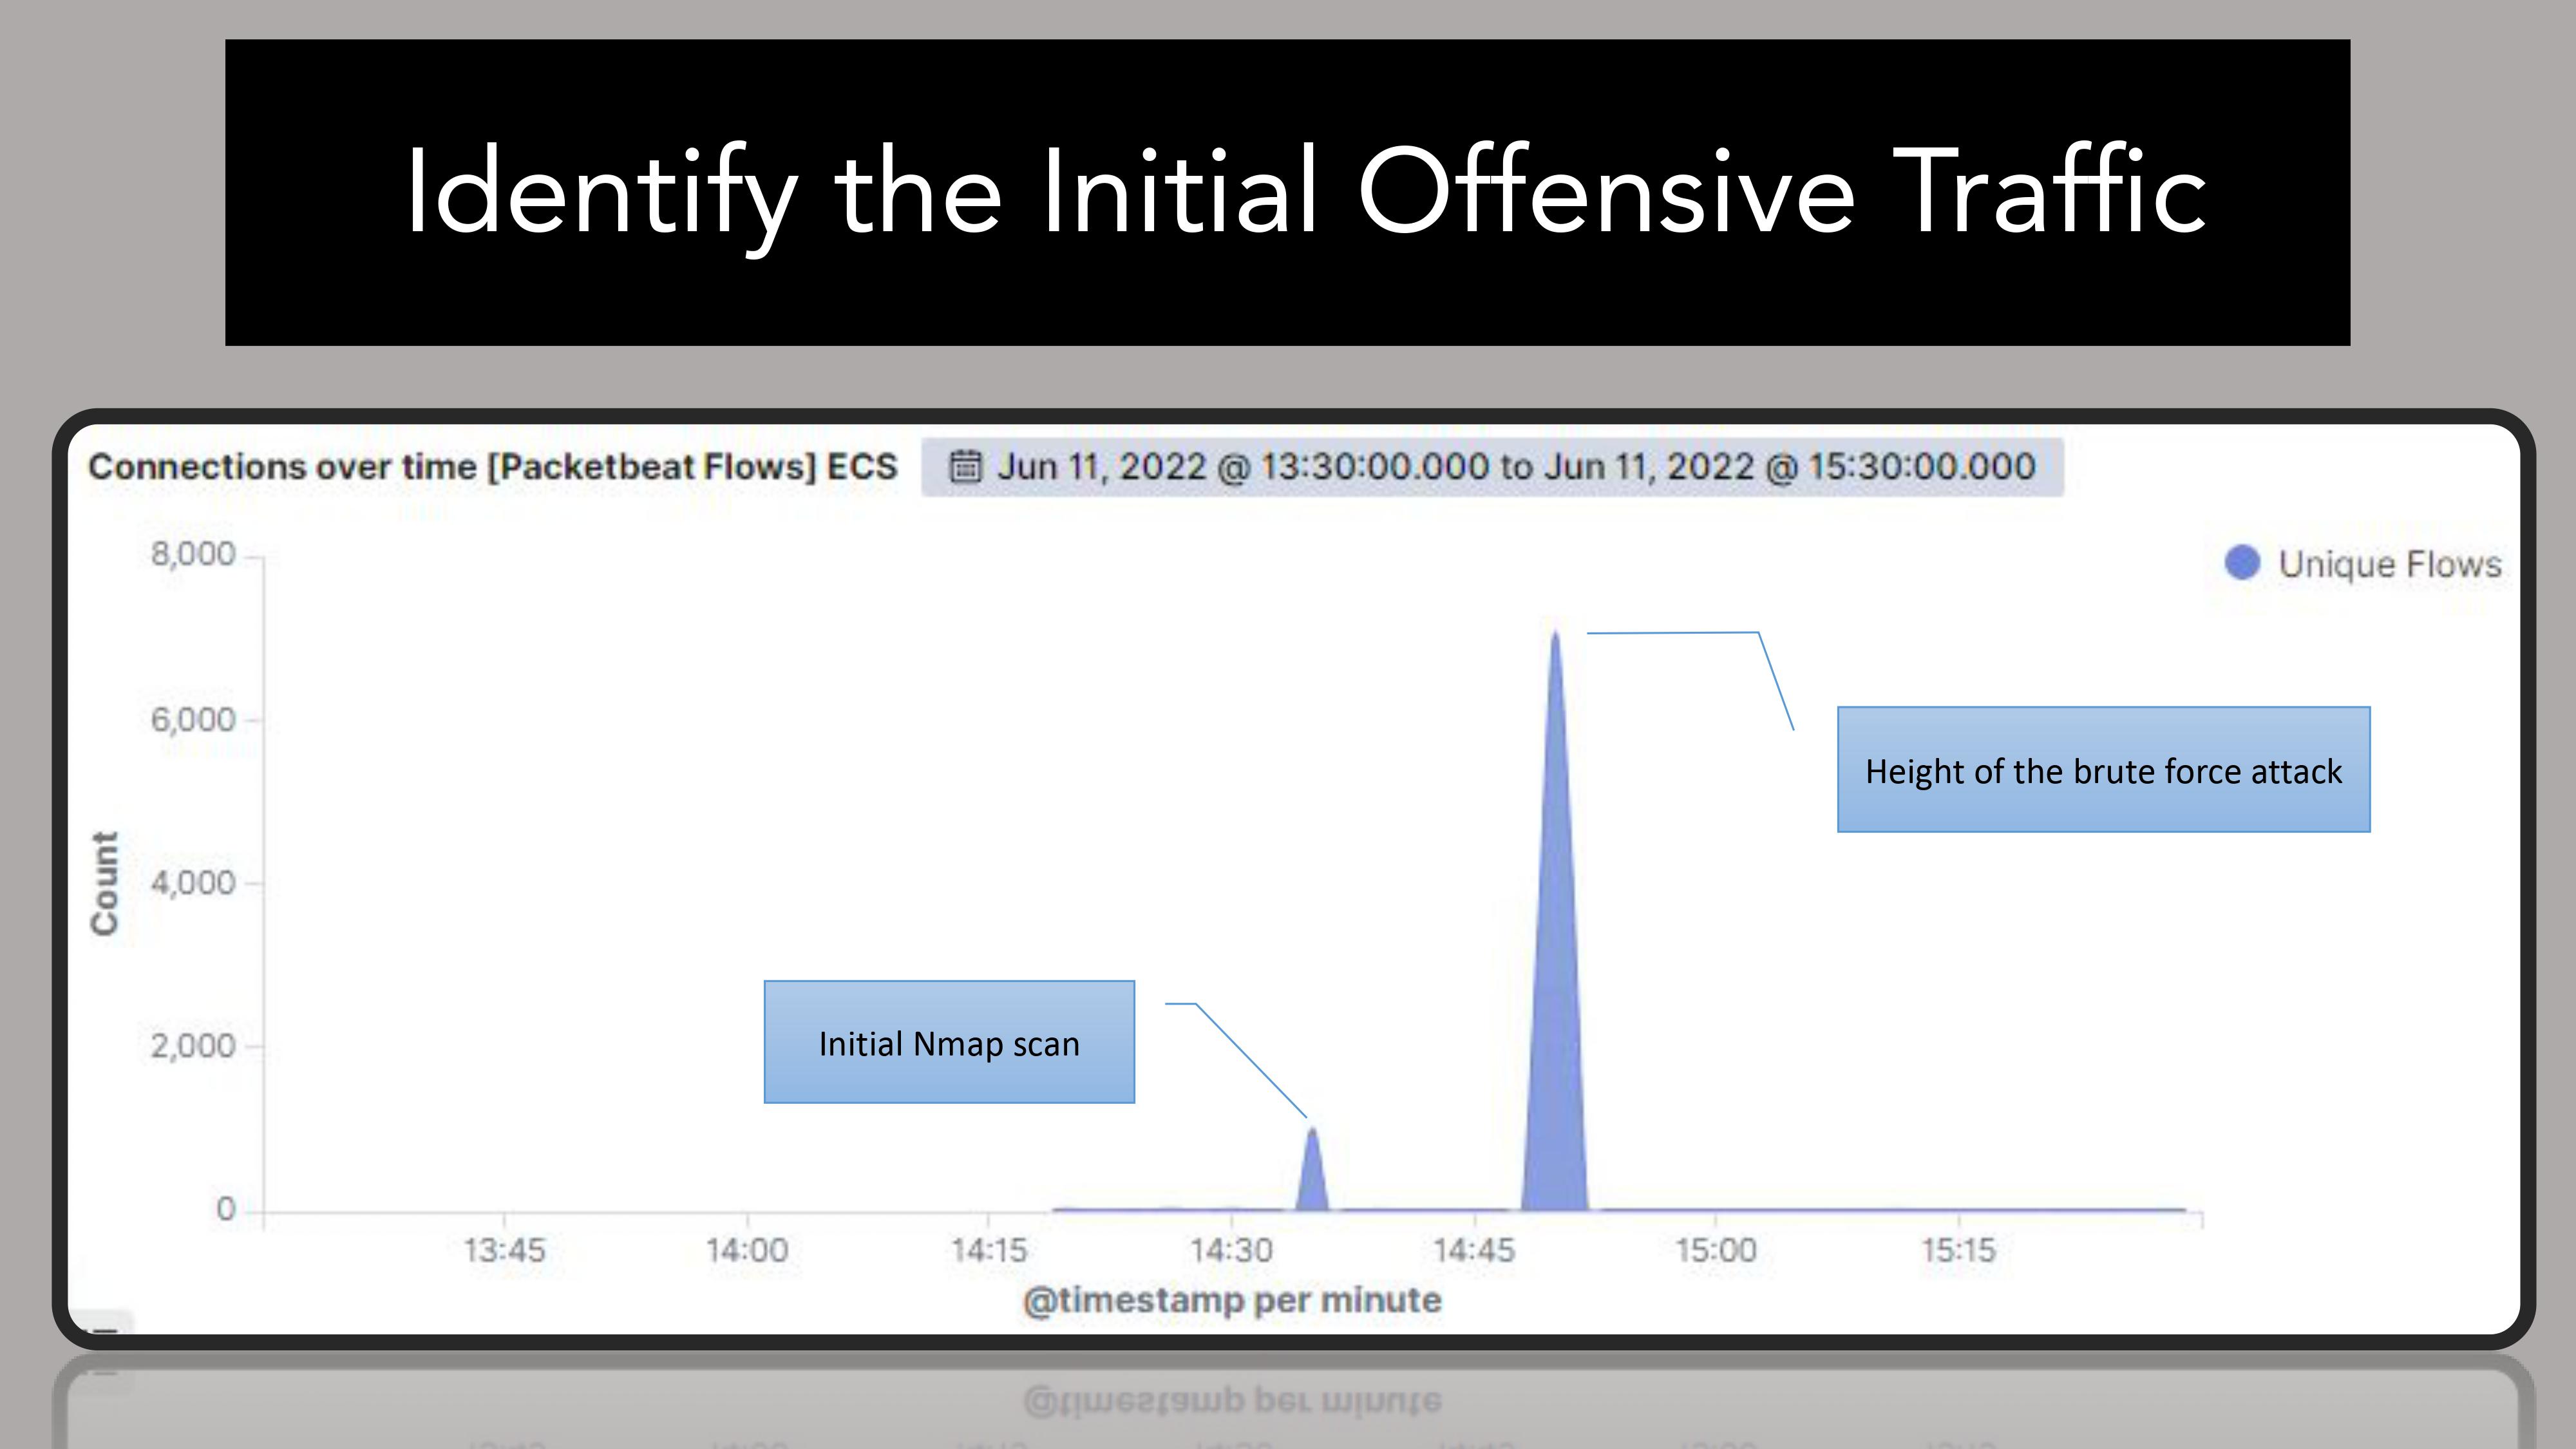 Identify the Initial Offensive Traffic
Connections over time [Packetbeat Flows] ECS
Jun 11, 2022 @ 13:30:00.000 to Jun 11, 2022 @ 15:30:00.000
Unique Flows
8,000
6,000
4,000
2,000
0
Count
Height of the brute force attack
Initial Nmap scan
13:45 14:00 14:15 14:30 14:45 15:00 15:15
@timestamp per minute
@timestamp per minute